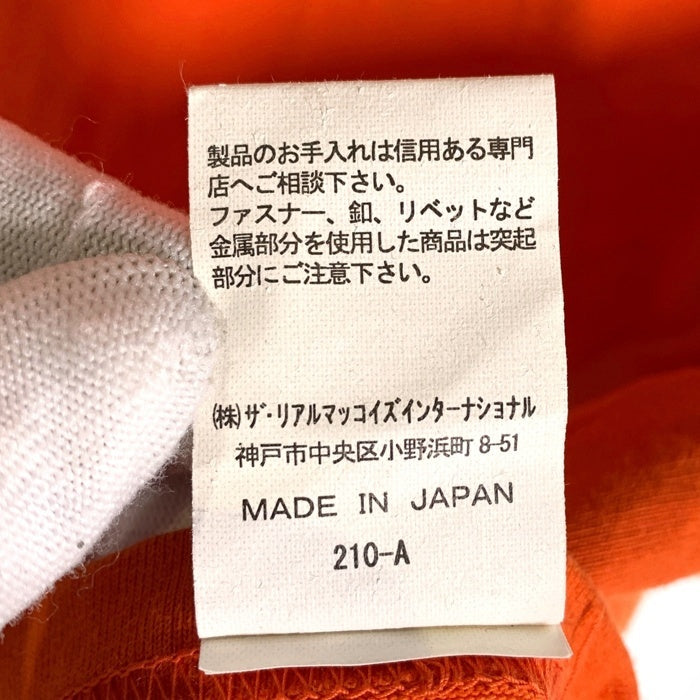 製品のお手入れは信用ある専門
店へご相談下さい。
ファスナー、釦、リベットなど
金属部分を使用した商品は突起
部分にご注意下さい。
㈱ザ・リアルマッコイズインターナショナル
神戸市中央区小野浜町 8-51
MADE IN JAPAN
210-A